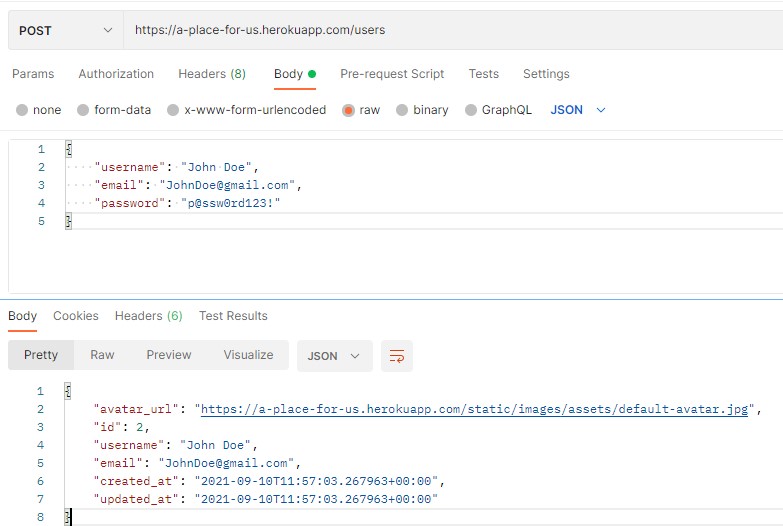 POST https://a-place-for-us.herokuapp.com/users
Params Authorization Headers (8) Body Pre-request Script Tests Settings
none form-data x-www-form-urlencoded raw binary GraphQL JSON
1 {
2 "username": "John Doe",
3 "email": "JohnDoe@gmail.com",
4 "password": "p@ssw0rd123!"
5 }
Body Cookies Headers (6) Test Results
Pretty Raw Preview Visualize JSON
1 {
2 "avatar_url": "https://a-place-for-us.herokuapp.com/static/images/assets/default-avatar.jpg",
3 "id": 2,
4 "username": "John Doe",
5 "email": "JohnDoe@gmail.com",
6 "created_at": "2021-09-10T11:57:03.267963+00:00",
7 "updated_at": "2021-09-10T11:57:03.267963+00:00"
8 }